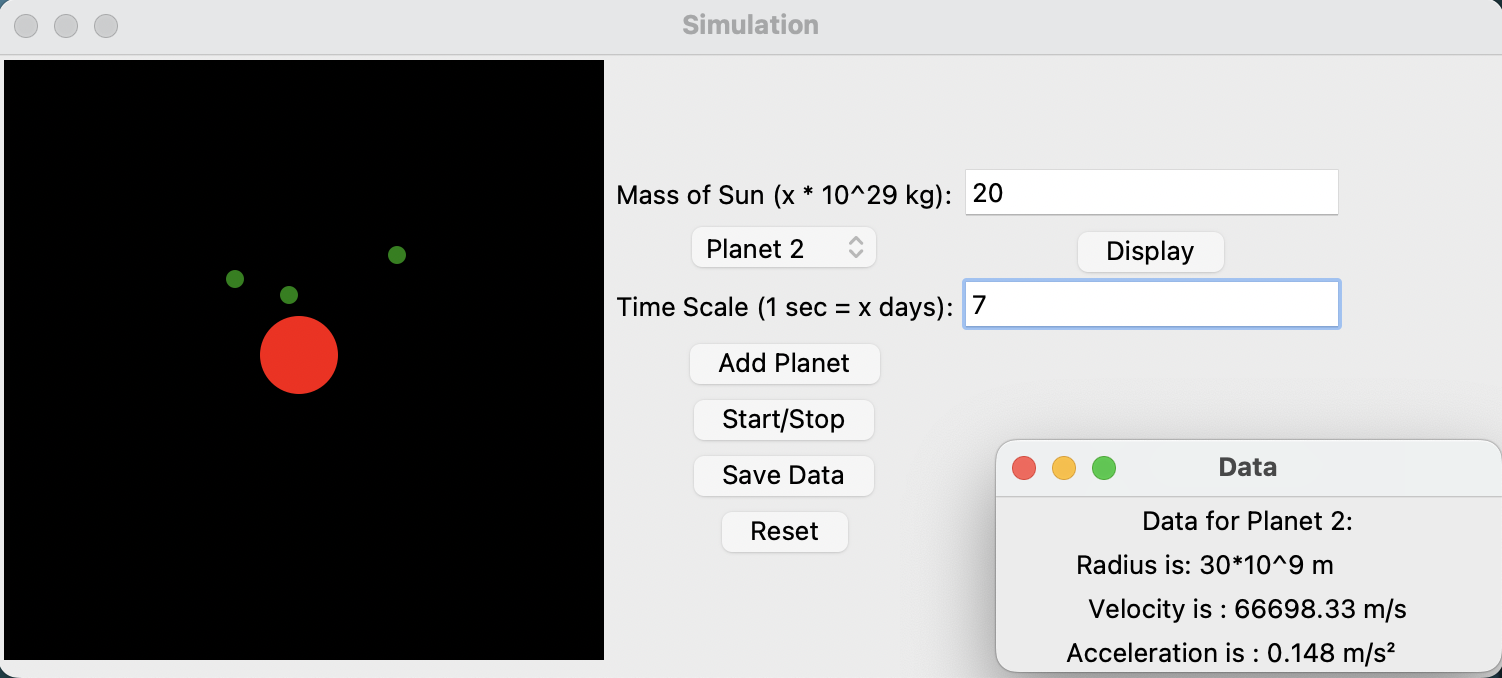 Simulation
Mass of Sun (x * 10^29 kg): 20
Planet 2 Display
Time Scale (1 sec = x days): 7
Add Planet
Start/Stop
Save Data
Reset
Data
Data for Planet 2:
Radius is: 30*10^9 m
Velocity is : 66698.33 m/s
Acceleration is : 0.148 m/s²